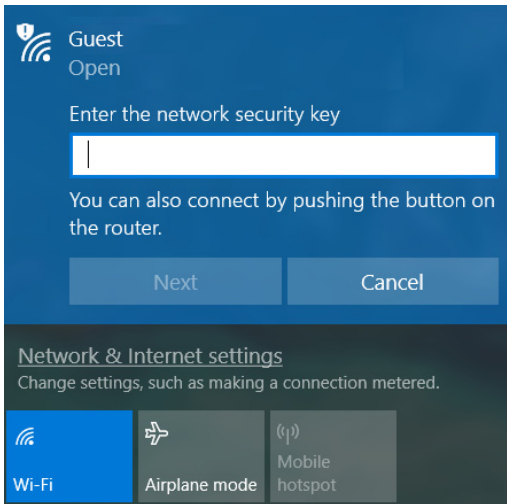 Guest
Open
Enter the network security key
You can also connect by pushing the button on
the router.
Next
Cancel
Network & Internet settings
Change settings, such as making a connection metered.
Wi-Fi
Airplane mode
Mobile
hotspot